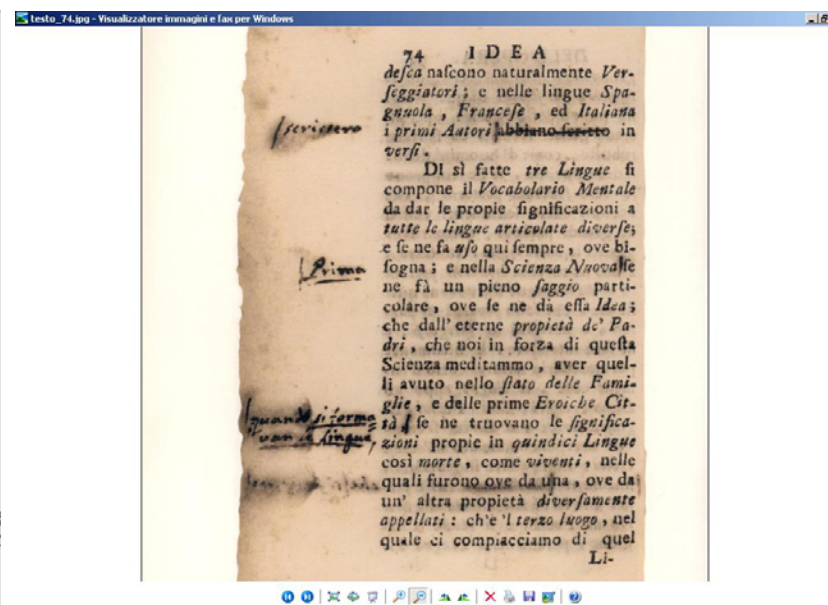 testo_74.jpg - Visualizzatore immagini e fax per Windows
74 IDEA
desca nascono naturalmente Ver-
seggiatori ; e nelle lingue Spa-
gnuola , Francese , ed Italiana
scrissero
i primi Autori abbiano scritto in
versi .
DI sì fatte tre Lingue si
compone il Vocabolario Mentale
da dar le propie significazioni a
tutte le lingue articolate diverse;
e se ne fa uso qui sempre , ove bi-
Prima
sogna ; e nella Scienza Nuova se
ne fà un pieno saggio parti-
colare , ove se ne dà essa Idea ;
che dall' eterne propietà de' Pa-
dri , che noi in forza di questa
Scienza meditammo , aver quel-
li avuto nello stato delle Fami-
glie , e delle prime Eroiche Cit-
quando si forma
tà , se ne truovano le significa-
van le lingue,
zioni propie in quindici Lingue
così morte , come viventi , nelle
quali furono ove da una , ove da
un' altra propietà diversamente
appellati : ch'e 'l terzo luogo , nel
quale ci compiacciamo di quel
Li-